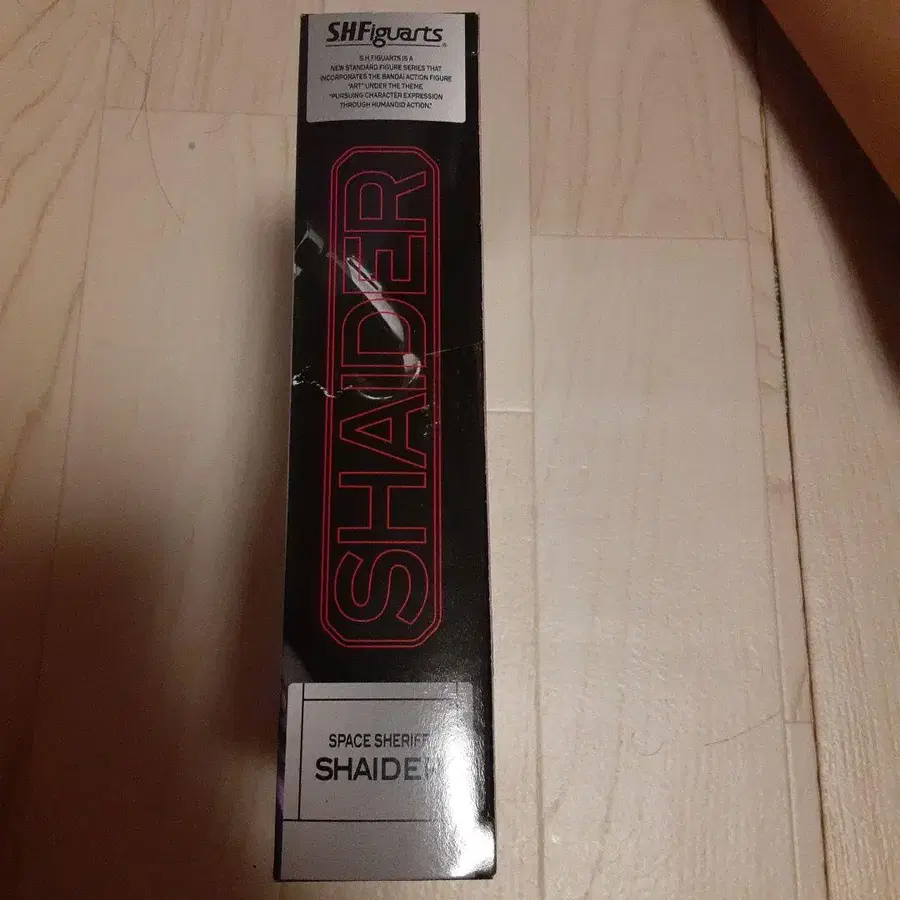 S.H.Figuarts
S.H.FIGUARTS IS A
NEW STANDARD FIGURE SERIES THAT
INCORPORATES THE BANDAI ACTION FIGURE
"ART" UNDER THE THEME
"PURSUING CHARACTER EXPRESSION
THROUGH HUMANOID ACTION."
SHAIDER
SPACE SHERIFF
SHAIDER